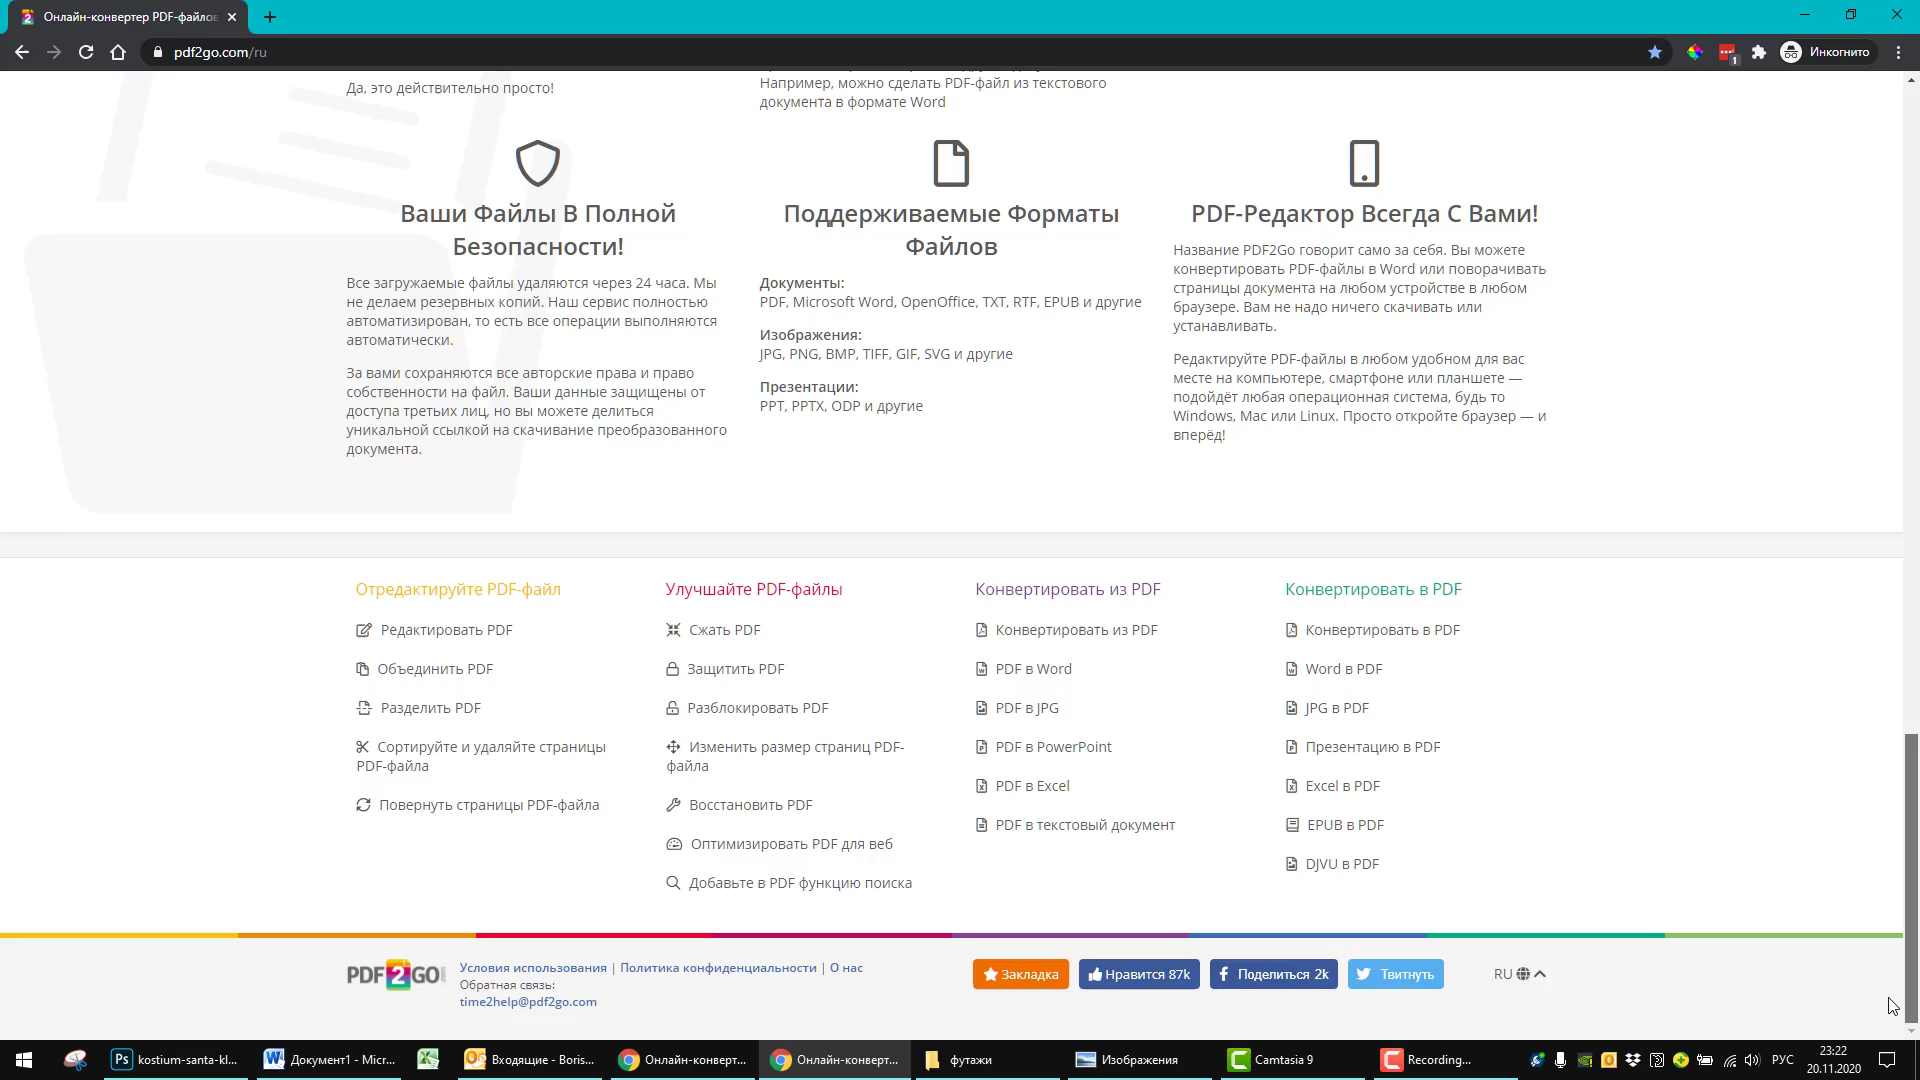 Онлайн-конвертер PDF-файлов
pdf2go.com/ru
1
Инкогнито
Да, это действительно просто!
Например, можно сделать PDF-файл из текстового
документа в формате Word
Ваши Файлы В Полной
Безопасности!
Все загружаемые файлы удаляются через 24 часа. Мы
не делаем резервных копий. Наш сервис полностью
автоматизирован, то есть все операции выполняются
автоматически.
За вами сохраняются все авторские права и право
собственности на файл. Ваши данные защищены от
доступа третьих лиц, но вы можете делиться
уникальной ссылкой на скачивание преобразованного
документа.
Поддерживаемые Форматы
Файлов
Документы:
PDF, Microsoft Word, OpenOffice, TXT, RTF, EPUB и другие
Изображения:
JPG, PNG, BMP, TIFF, GIF, SVG и другие
Презентации:
PPT, PPTX, ODP и другие
PDF-Редактор Всегда С Вами!
Название PDF2Go говорит само за себя. Вы можете
конвертировать PDF-файлы в Word или поворачивать
страницы документа на любом устройстве в любом
браузере. Вам не надо ничего скачивать или
устанавливать.
Редактируйте PDF-файлы в любом удобном для вас
месте на компьютере, смартфоне или планшете —
подойдёт любая операционная система, будь то
Windows, Mac или Linux. Просто откройте браузер — и
вперёд!
Отредактируйте PDF-файл
Редактировать PDF
Объединить PDF
Разделить PDF
Сортируйте и удаляйте страницы
PDF-файла
Повернуть страницы PDF-файла
Улучшайте PDF-файлы
Сжать PDF
Защитить PDF
Разблокировать PDF
Изменить размер страниц PDF-
файла
Восстановить PDF
Оптимизировать PDF для веб
Добавьте в PDF функцию поиска
Конвертировать из PDF
Конвертировать из PDF
PDF в Word
PDF в JPG
PDF в PowerPoint
PDF в Excel
PDF в текстовый документ
Конвертировать в PDF
Конвертировать в PDF
Word в PDF
JPG в PDF
Презентацию в PDF
Excel в PDF
EPUB в PDF
DJVU в PDF
PDF2GO
Условия использования | Политика конфиденциальности | О нас
Обратная связь:
time2help@pdf2go.com
Закладка
Нравится 87k
Поделиться 2k
Твитнуть
RU
kostium-santa-kl...
Документ1 - Micr...
Входящие - Boris...
Онлайн-конверт...
Онлайн-конверт...
футажи
Изображения
Camtasia 9
Recording...
РУС
23:22
20.11.2020